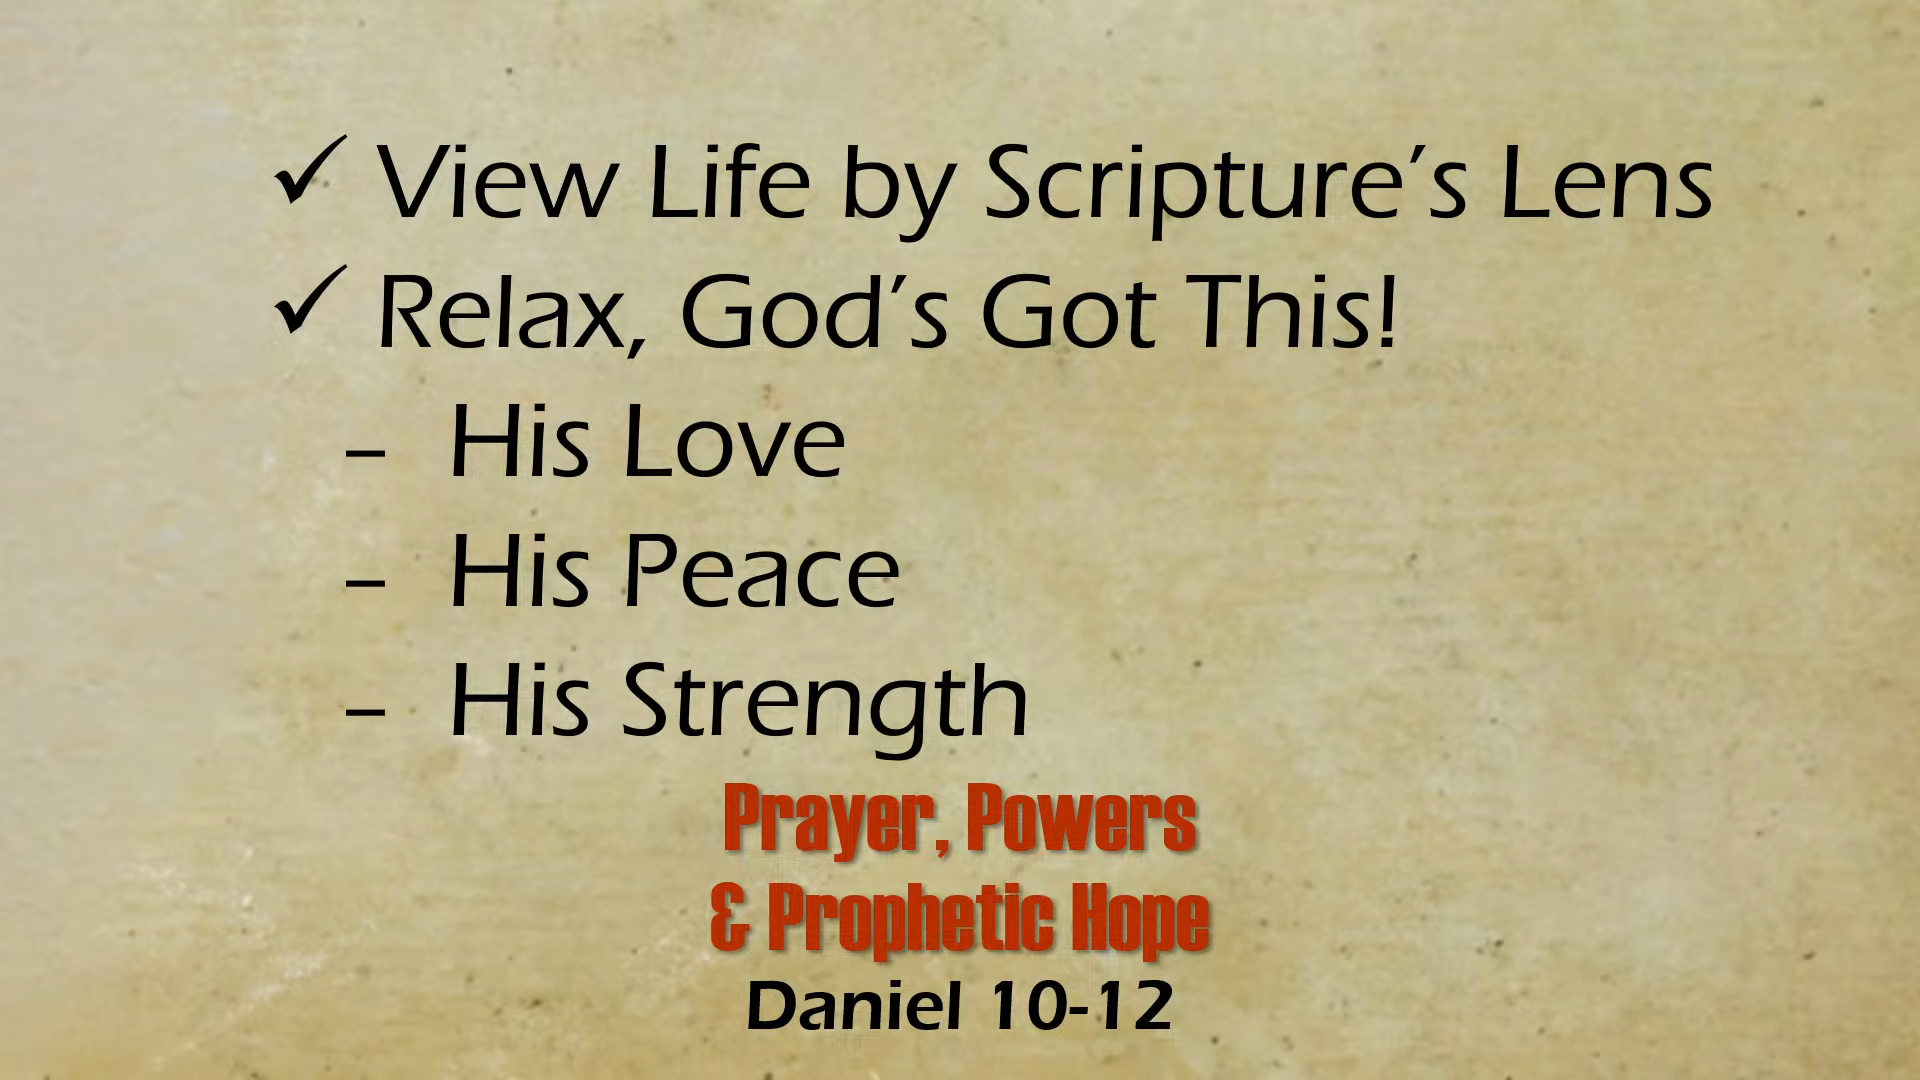 ✓ View Life by Scripture’s Lens
✓ Relax, God’s Got This!
– His Love
– His Peace
– His Strength
Prayer, Powers
& Prophetic Hope
Daniel 10-12